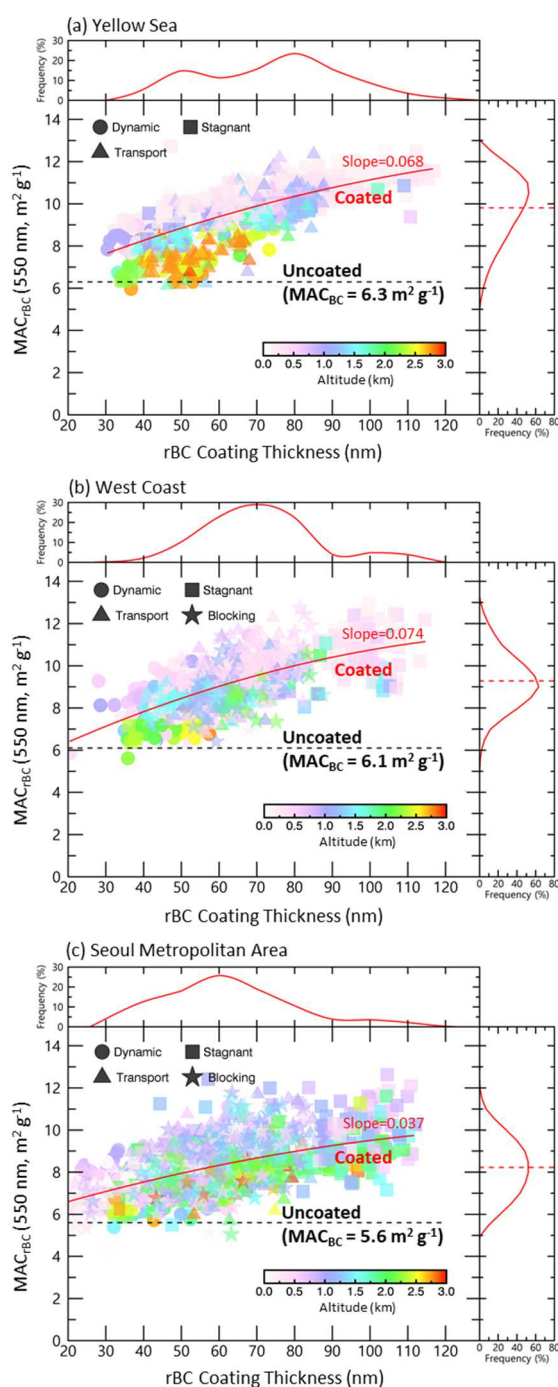 (a) Yellow Sea
Frequency (%)
30
20
10
0
Dynamic Stagnant
Transport
Slope=0.068
Coated
Uncoated
(MAC_BC = 6.3 m² g⁻¹)
MAC_rBC (550 nm, m² g⁻¹)
14
12
10
8
6
4
2
0
0.0 0.5 1.0 1.5 2.0 2.5 3.0
Altitude (km)
20 30 40 50 60 70 80 90 100 110 120
rBC Coating Thickness (nm)
0 20 40 60 80
Frequency (%)
(b) West Coast
Frequency (%)
30
20
10
0
Dynamic Stagnant
Transport Blocking
Slope=0.074
Coated
Uncoated
(MAC_BC = 6.1 m² g⁻¹)
MAC_rBC (550 nm, m² g⁻¹)
14
12
10
8
6
4
2
0
0.0 0.5 1.0 1.5 2.0 2.5 3.0
Altitude (km)
20 30 40 50 60 70 80 90 100 110 120
rBC Coating Thickness (nm)
0 20 40 60 80
Frequency (%)
(c) Seoul Metropolitan Area
Frequency (%)
30
20
10
0
Dynamic Stagnant
Transport Blocking
Slope=0.037
Coated
Uncoated
(MAC_BC = 5.6 m² g⁻¹)
MAC_rBC (550 nm, m² g⁻¹)
14
12
10
8
6
4
2
0
0.0 0.5 1.0 1.5 2.0 2.5 3.0
Altitude (km)
20 30 40 50 60 70 80 90 100 110 120
rBC Coating Thickness (nm)
0 20 40 60 80
Frequency (%)